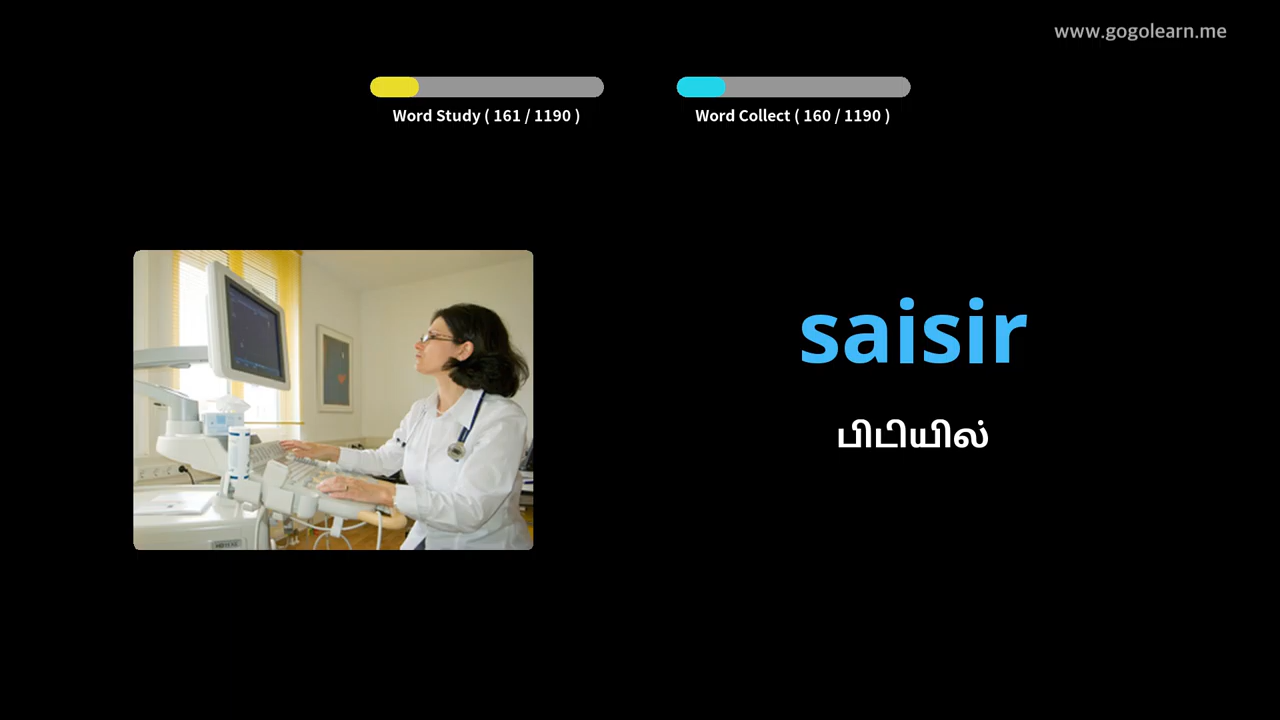 www.gogolearn.me
Word Study ( 161 / 1190 )
Word Collect ( 160 / 1190 )
saisir
பிடியில்